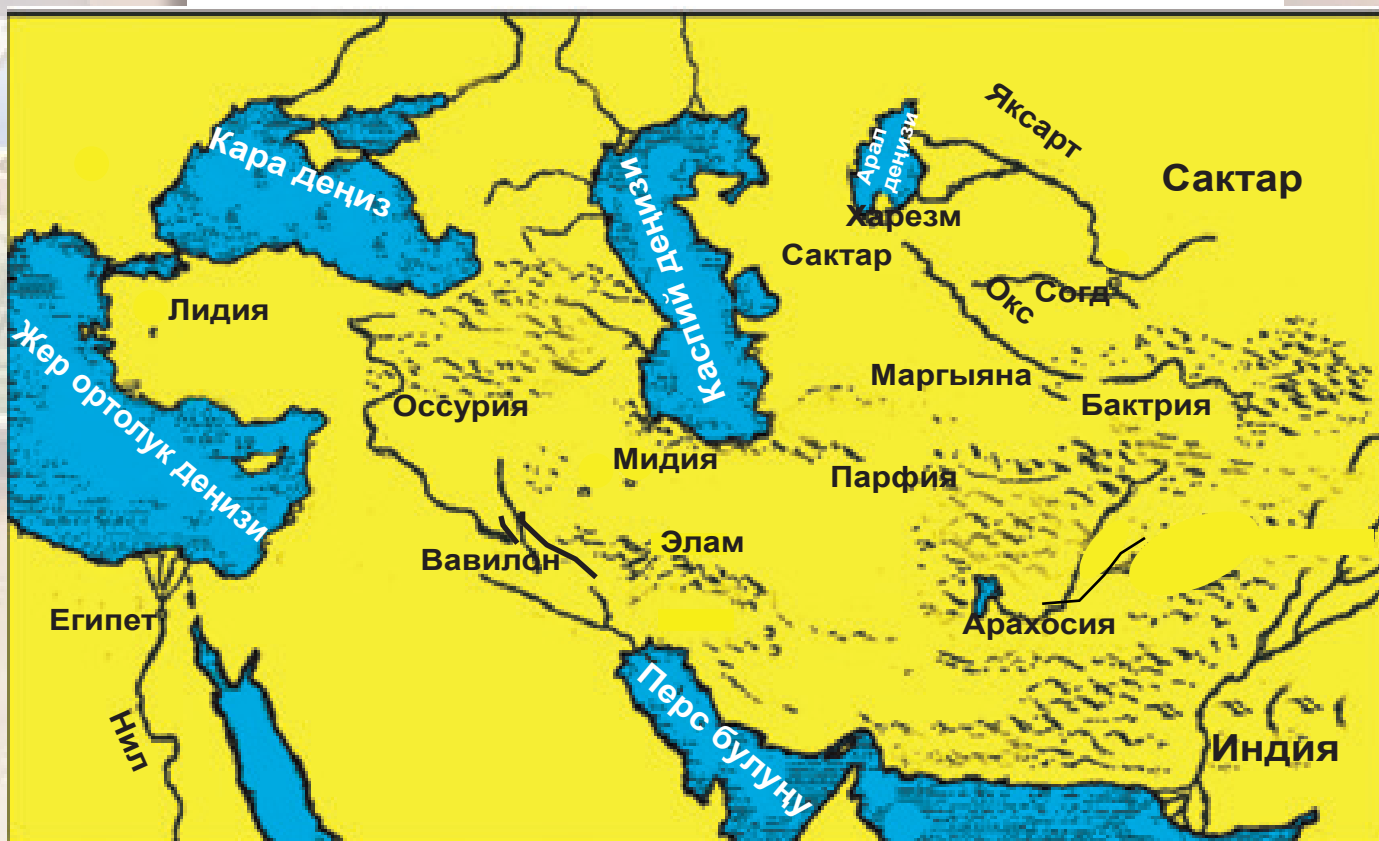 Яксарт
Арал
деңизи
Кара деңиз
Сактар
Каспий деңизи
Харезм
Сактар
Лидия
Окс
Согд
Жер ортолук деңизи
Маргыяна
Оссурия
Бактрия
Мидия
Парфия
Элам
Вавилон
Египет
Арахосия
Нил
Перс булуңу
Индия